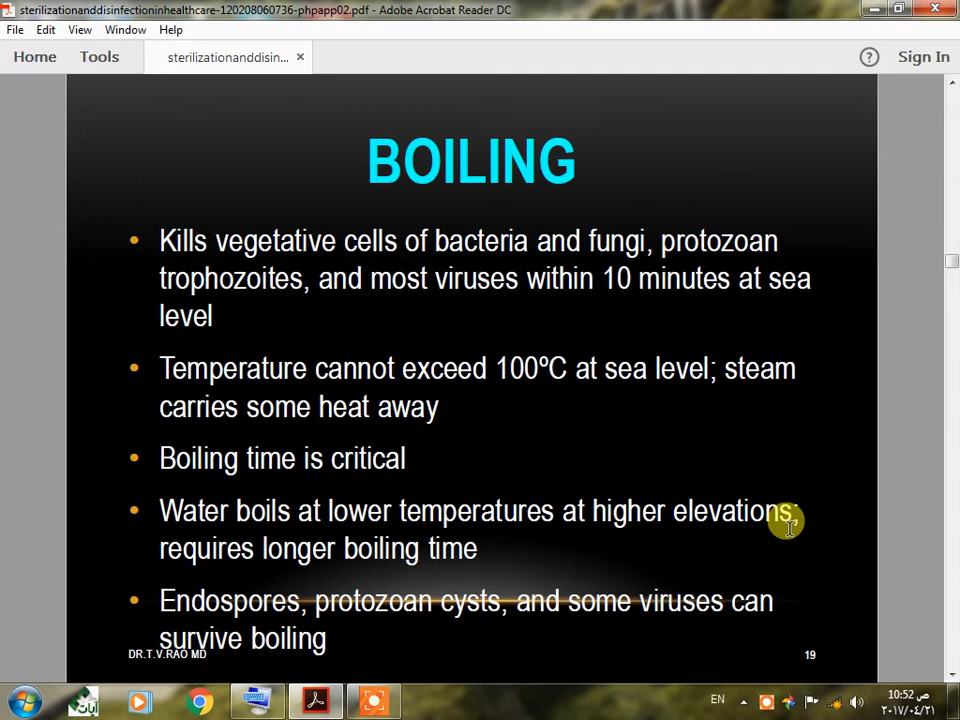 sterilizationanddisinfectioninhealthcare-120208060736-phpapp02.pdf - Adobe Acrobat Reader DC
File Edit View Window Help
Home Tools sterilizationanddisin... × ? Sign In
BOILING
• Kills vegetative cells of bacteria and fungi, protozoan
trophozoites, and most viruses within 10 minutes at sea
level
• Temperature cannot exceed 100ºC at sea level; steam
carries some heat away
• Boiling time is critical
• Water boils at lower temperatures at higher elevations;
requires longer boiling time
• Endospores, protozoan cysts, and some viruses can
survive boiling
DR.T.V.RAO MD 19
آيات EN 10:52 ص
٢٠١٧/٠٤/٢١